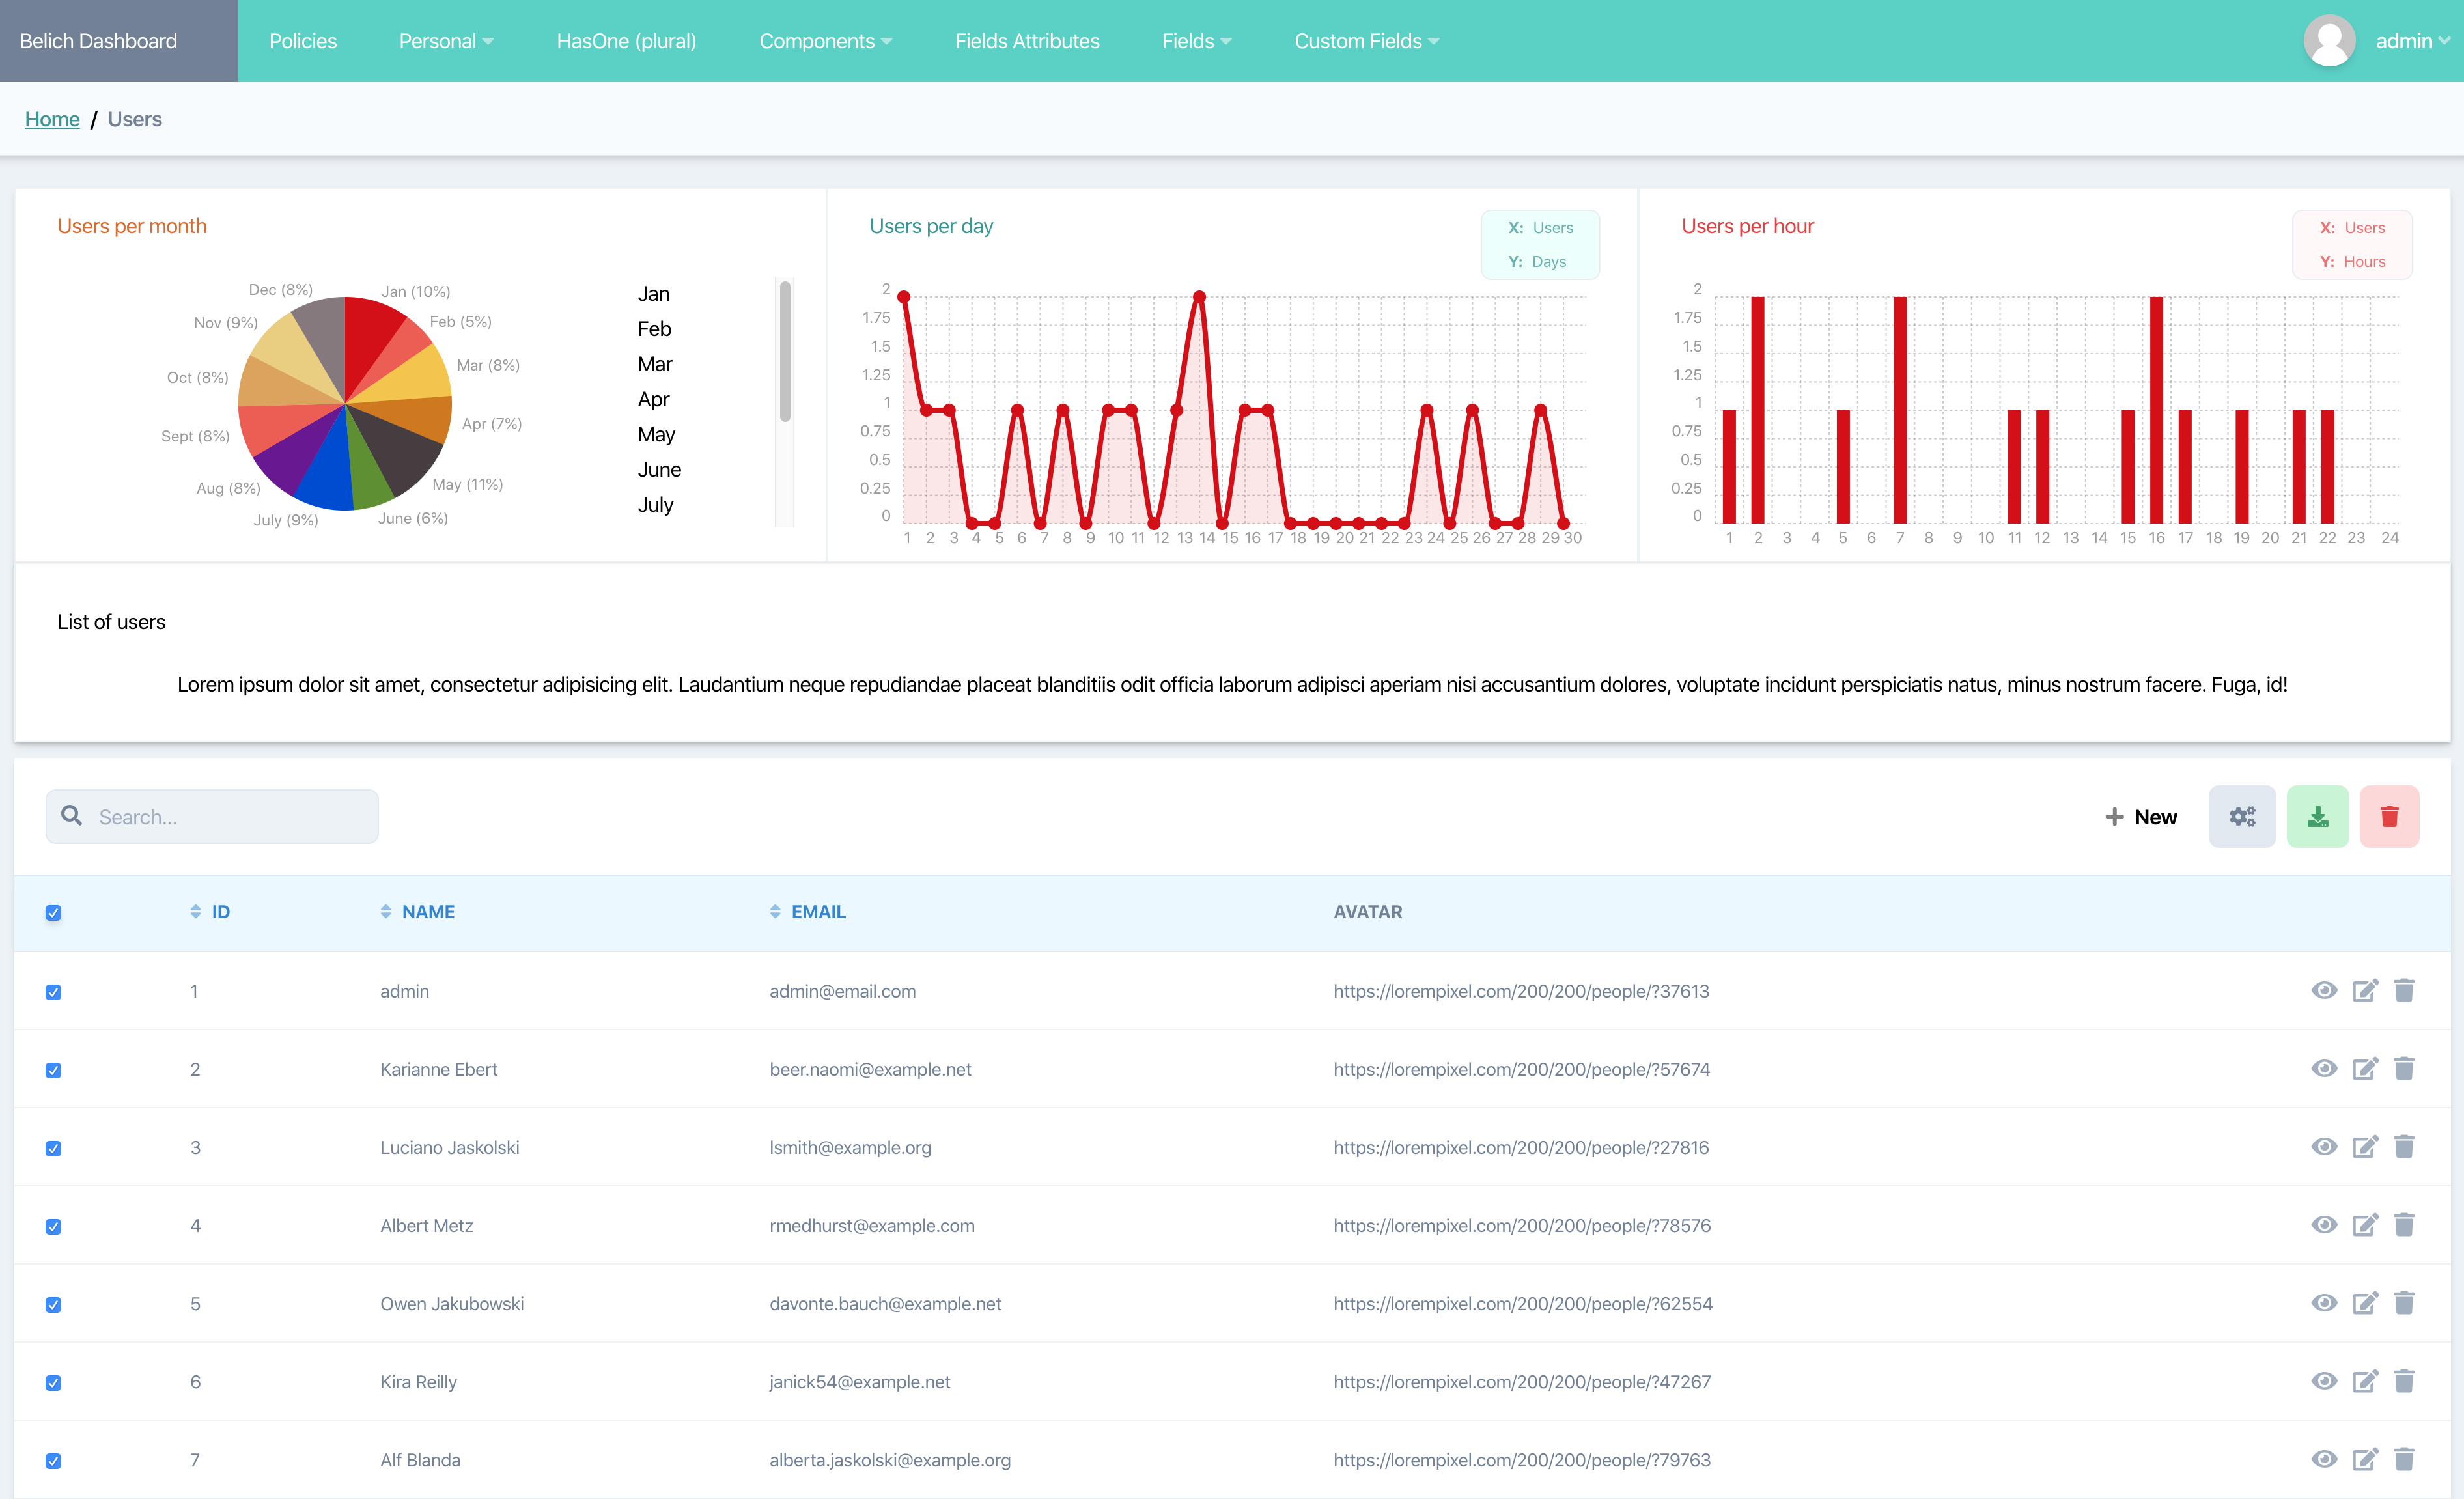 Belich Dashboard Policies Personal HasOne (plural) Components Fields Attributes Fields Custom Fields admin
Home / Users
Users per month
Dec (8%)
Jan (10%)
Nov (9%)
Feb (5%)
Mar (8%)
Oct (8%)
Apr (7%)
Sept (8%)
May (11%)
Aug (8%)
June (6%)
July (9%)
Jan
Feb
Mar
Apr
May
June
July
Users per day
X: Users
Y: Days
2
1.75
1.5
1.25
1
0.75
0.5
0.25
0
1 2 3 4 5 6 7 8 9 10 11 12 13 14 15 16 17 18 19 20 21 22 23 24 25 26 27 28 29 30
Users per hour
X: Users
Y: Hours
2
1.75
1.5
1.25
1
0.75
0.5
0.25
0
1 2 3 4 5 6 7 8 9 10 11 12 13 14 15 16 17 18 19 20 21 22 23 24
List of users
Lorem ipsum dolor sit amet, consectetur adipisicing elit. Laudantium neque repudiandae placeat blanditiis odit officia laborum adipisci aperiam nisi accusantium dolores, voluptate incidunt perspiciatis natus, minus nostrum facere. Fuga, id!
Search... New
ID NAME EMAIL AVATAR
1 admin admin@email.com https://lorempixel.com/200/200/people/?37613
2 Karianne Ebert beer.naomi@example.net https://lorempixel.com/200/200/people/?57674
3 Luciano Jaskolski lsmith@example.org https://lorempixel.com/200/200/people/?27816
4 Albert Metz rmedhurst@example.com https://lorempixel.com/200/200/people/?78576
5 Owen Jakubowski davonte.bauch@example.net https://lorempixel.com/200/200/people/?62554
6 Kira Reilly janick54@example.net https://lorempixel.com/200/200/people/?47267
7 Alf Blanda alberta.jaskolski@example.org https://lorempixel.com/200/200/people/?79763